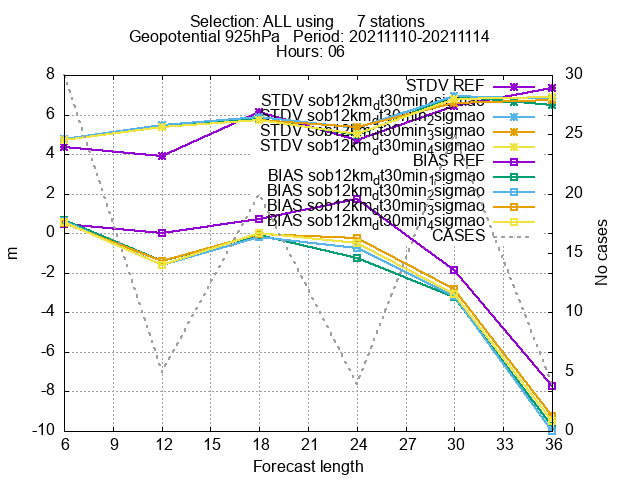 Selection: ALL using 7 stations
Geopotential 925hPa Period: 20211110-20211114
Hours: 06
STDV REF
STDV sob12km_dt30min_sigmao
STDV sob12km_dt30min_2sigmao
STDV sob12km_dt30min_3sigmao
STDV sob12km_dt30min_4sigmao
BIAS REF
BIAS sob12km_dt30min_1sigmao
BIAS sob12km_dt30min_2sigmao
BIAS sob12km_dt30min_3sigmao
BIAS sob12km_dt30min_4sigmao
CASES
8
6
4
2
0
-2
-4
-6
-8
-10
m
30
25
20
15
10
5
0
No cases
6 9 12 15 18 21 24 27 30 33 36
Forecast length